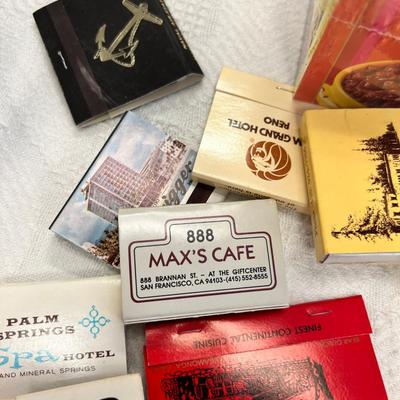 M GRAND HOTEL
RENO
888
MAX'S CAFE
888 BRANNAN ST. – AT THE GIFTCENTER
SAN FRANCISCO, CA 94103 • (415) 552-8555
PALM
SPRINGS
Spa HOTEL
AND MINERAL SPRINGS
FINEST CONTINENTAL CUISINE